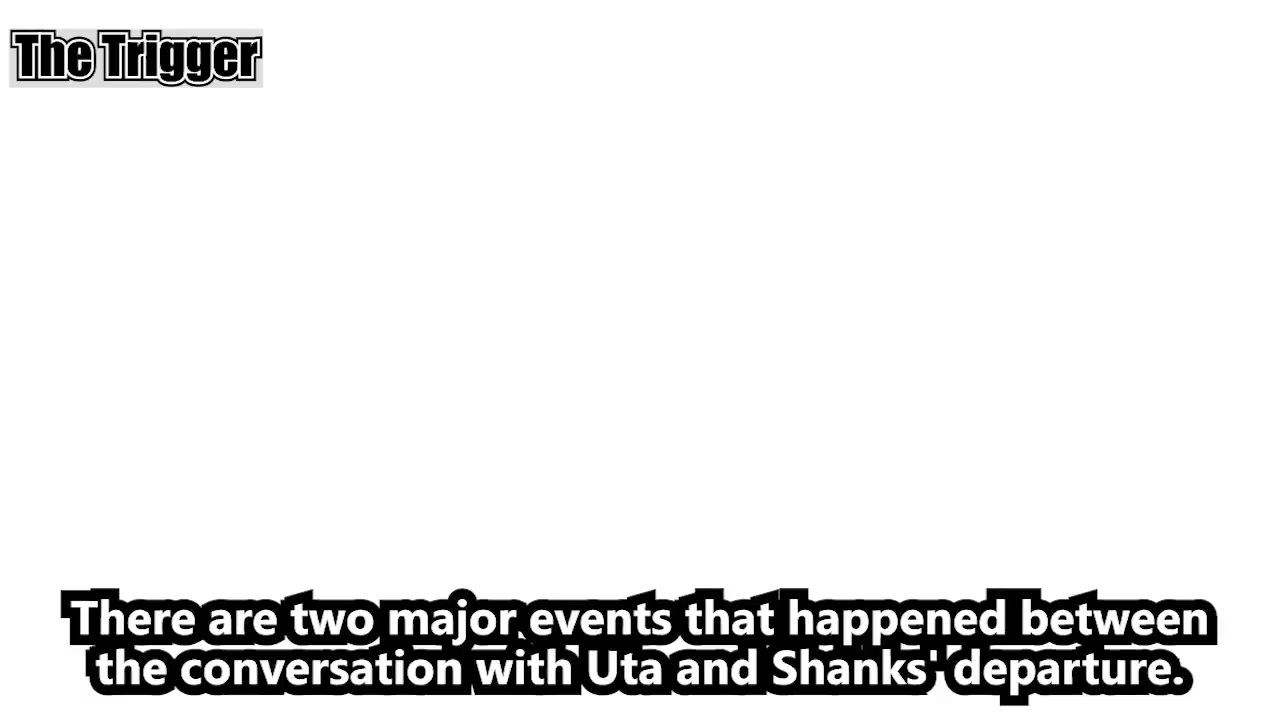 The Trigger
There are two major events that happened between
the conversation with Uta and Shanks' departure.